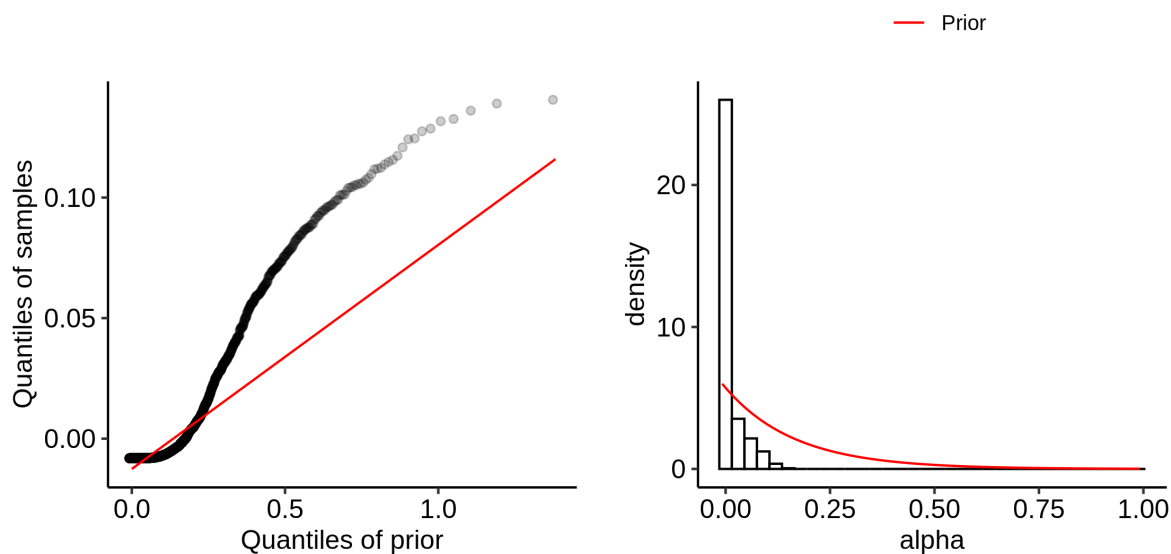 Prior
Quantiles of samples
0.10
0.05
0.00
0.0 0.5 1.0
Quantiles of prior
density
20
10
0
0.00 0.25 0.50 0.75 1.00
alpha